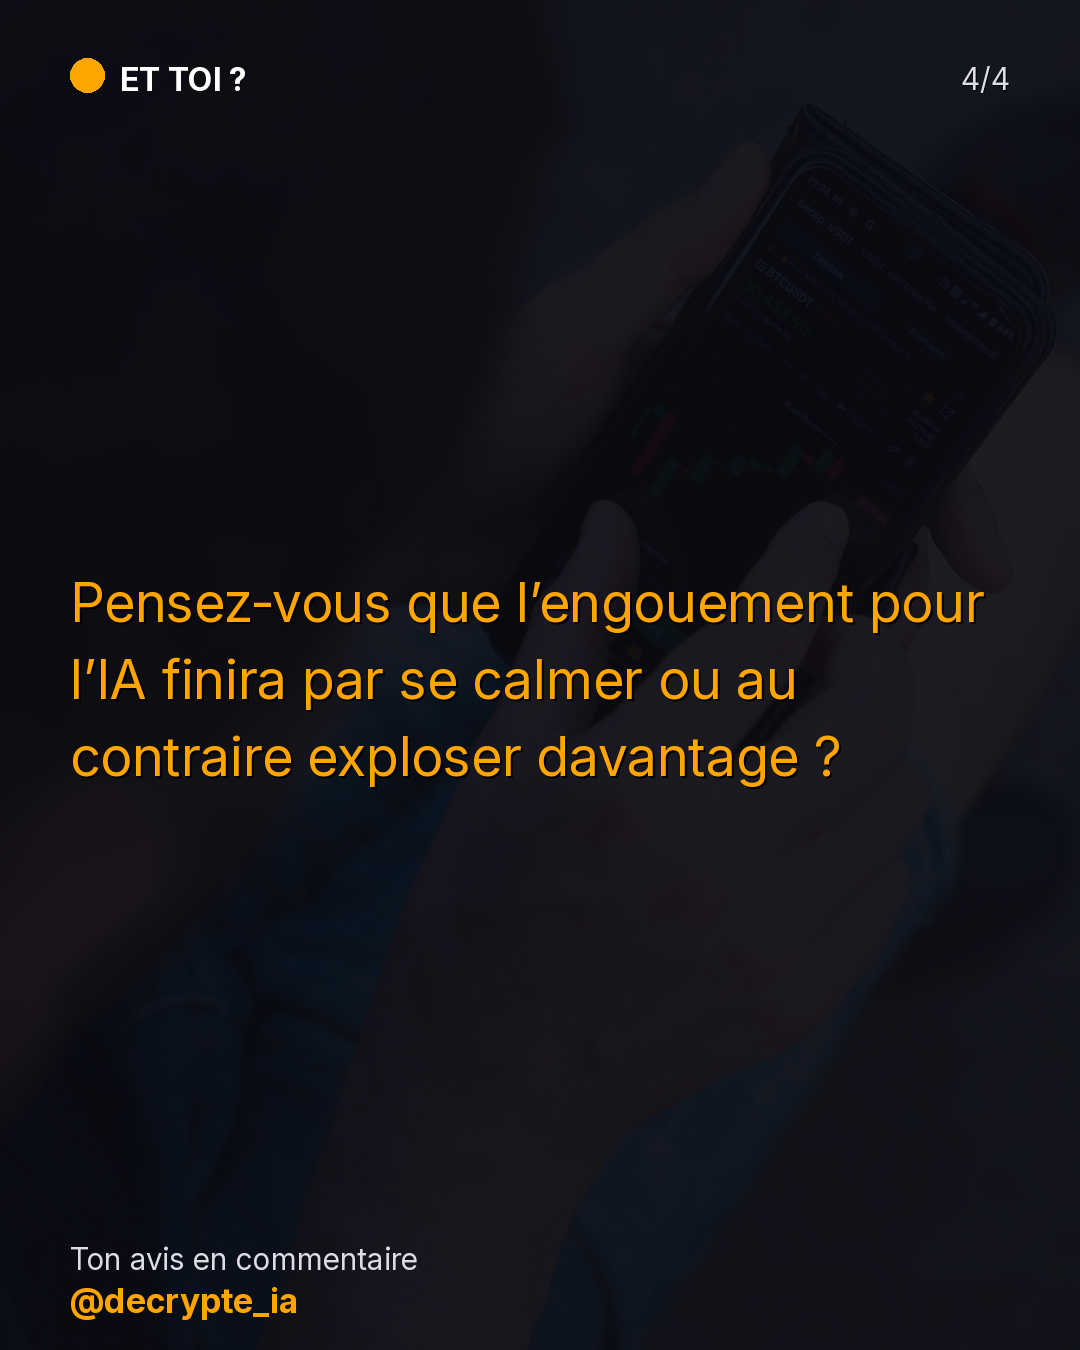 ET TOI ?
4/4
BTCUSDT
Pensez-vous que l’engouement pour
l’IA finira par se calmer ou au
contraire exploser davantage ?
Ton avis en commentaire
@decrypte_ia